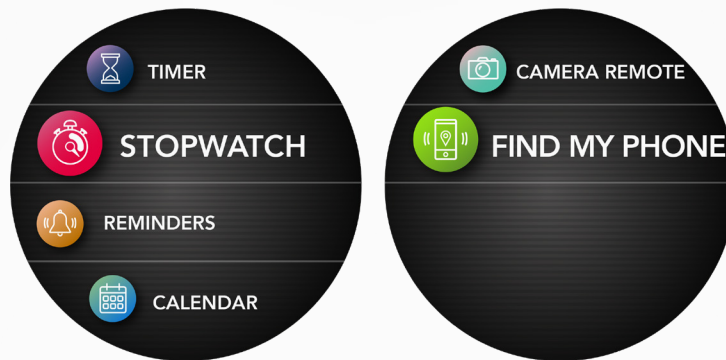 TIMER
STOPWATCH
REMINDERS
CALENDAR
CAMERA REMOTE
FIND MY PHONE